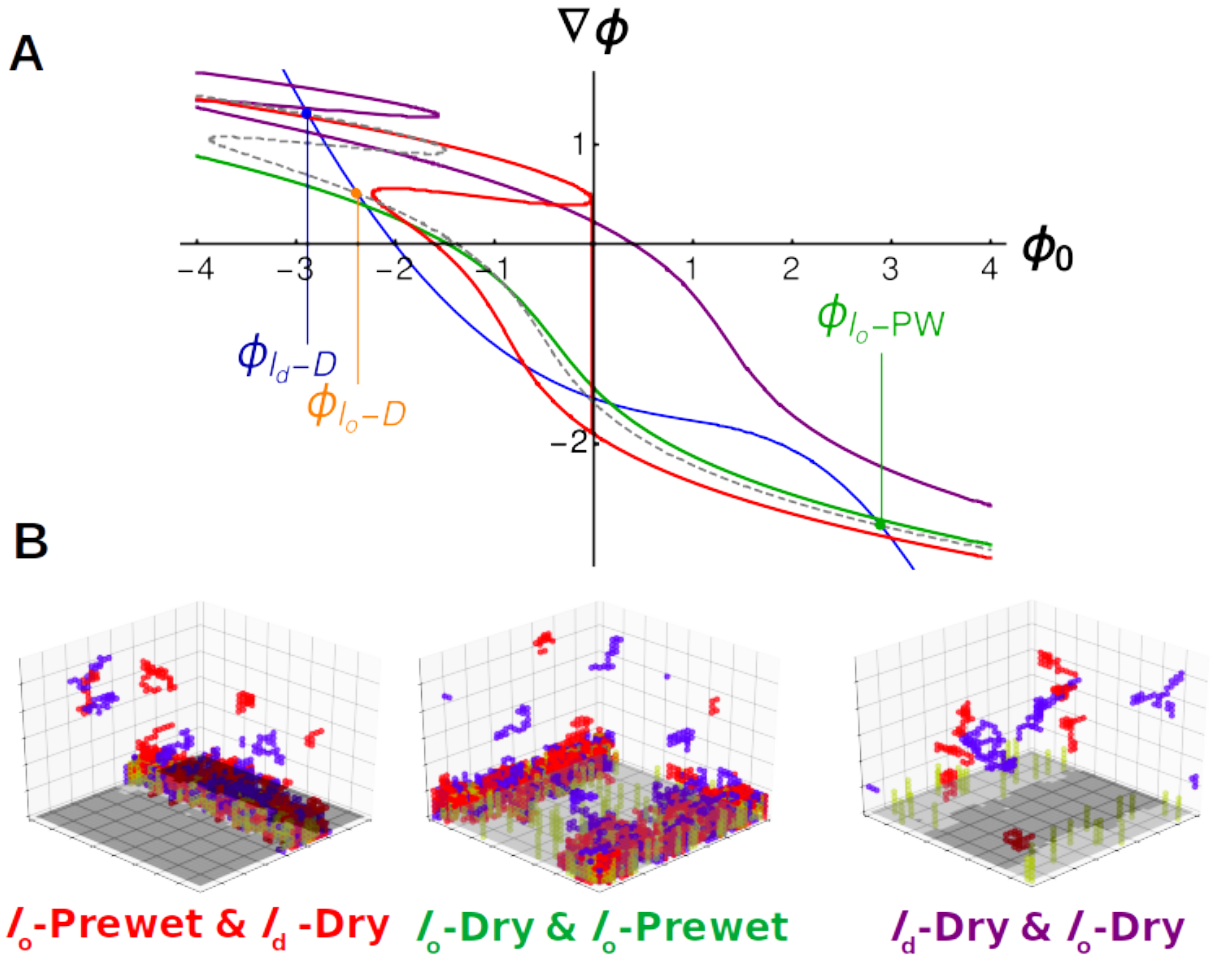 A
∇ϕ
1
−4 −3 −2 −1 1 2 3 4 ϕ0
ϕlo−PW
ϕld−D
ϕlo−D
−2
B
lo-Prewet & ld-Dry lo-Dry & lo-Prewet ld-Dry & lo-Dry